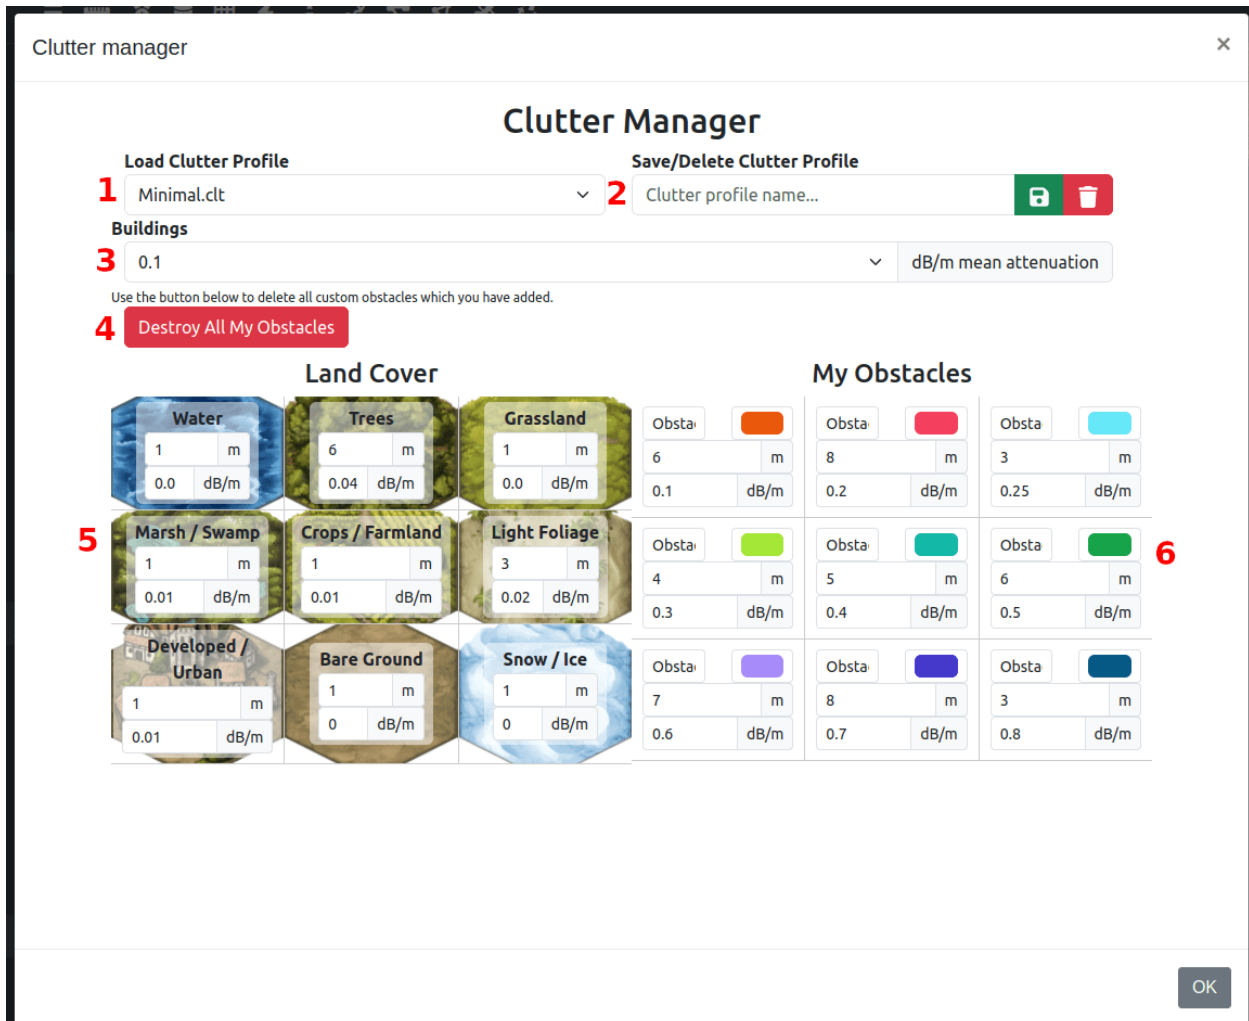 Clutter manager ×
Clutter Manager
Load Clutter Profile Save/Delete Clutter Profile
1 Minimal.clt 2 Clutter profile name...
Buildings
3 0.1 dB/m mean attenuation
Use the button below to delete all custom obstacles which you have added.
4 Destroy All My Obstacles
Land Cover My Obstacles
Water Trees Grassland Obsta Obsta Obsta
1 m 6 m 1 m 6 m 8 m 3 m
0.0 dB/m 0.04 dB/m 0.0 dB/m 0.1 dB/m 0.2 dB/m 0.25 dB/m
5 Marsh / Swamp Crops / Farmland Light Foliage Obsta Obsta Obsta 6
1 m 1 m 3 m 4 m 5 m 6 m
0.01 dB/m 0.01 dB/m 0.02 dB/m 0.3 dB/m 0.4 dB/m 0.5 dB/m
Developed /
Urban Bare Ground Snow / Ice Obsta Obsta Obsta
1 m 1 m 1 m 7 m 8 m 3 m
0.01 dB/m 0 dB/m 0 dB/m 0.6 dB/m 0.7 dB/m 0.8 dB/m
OK